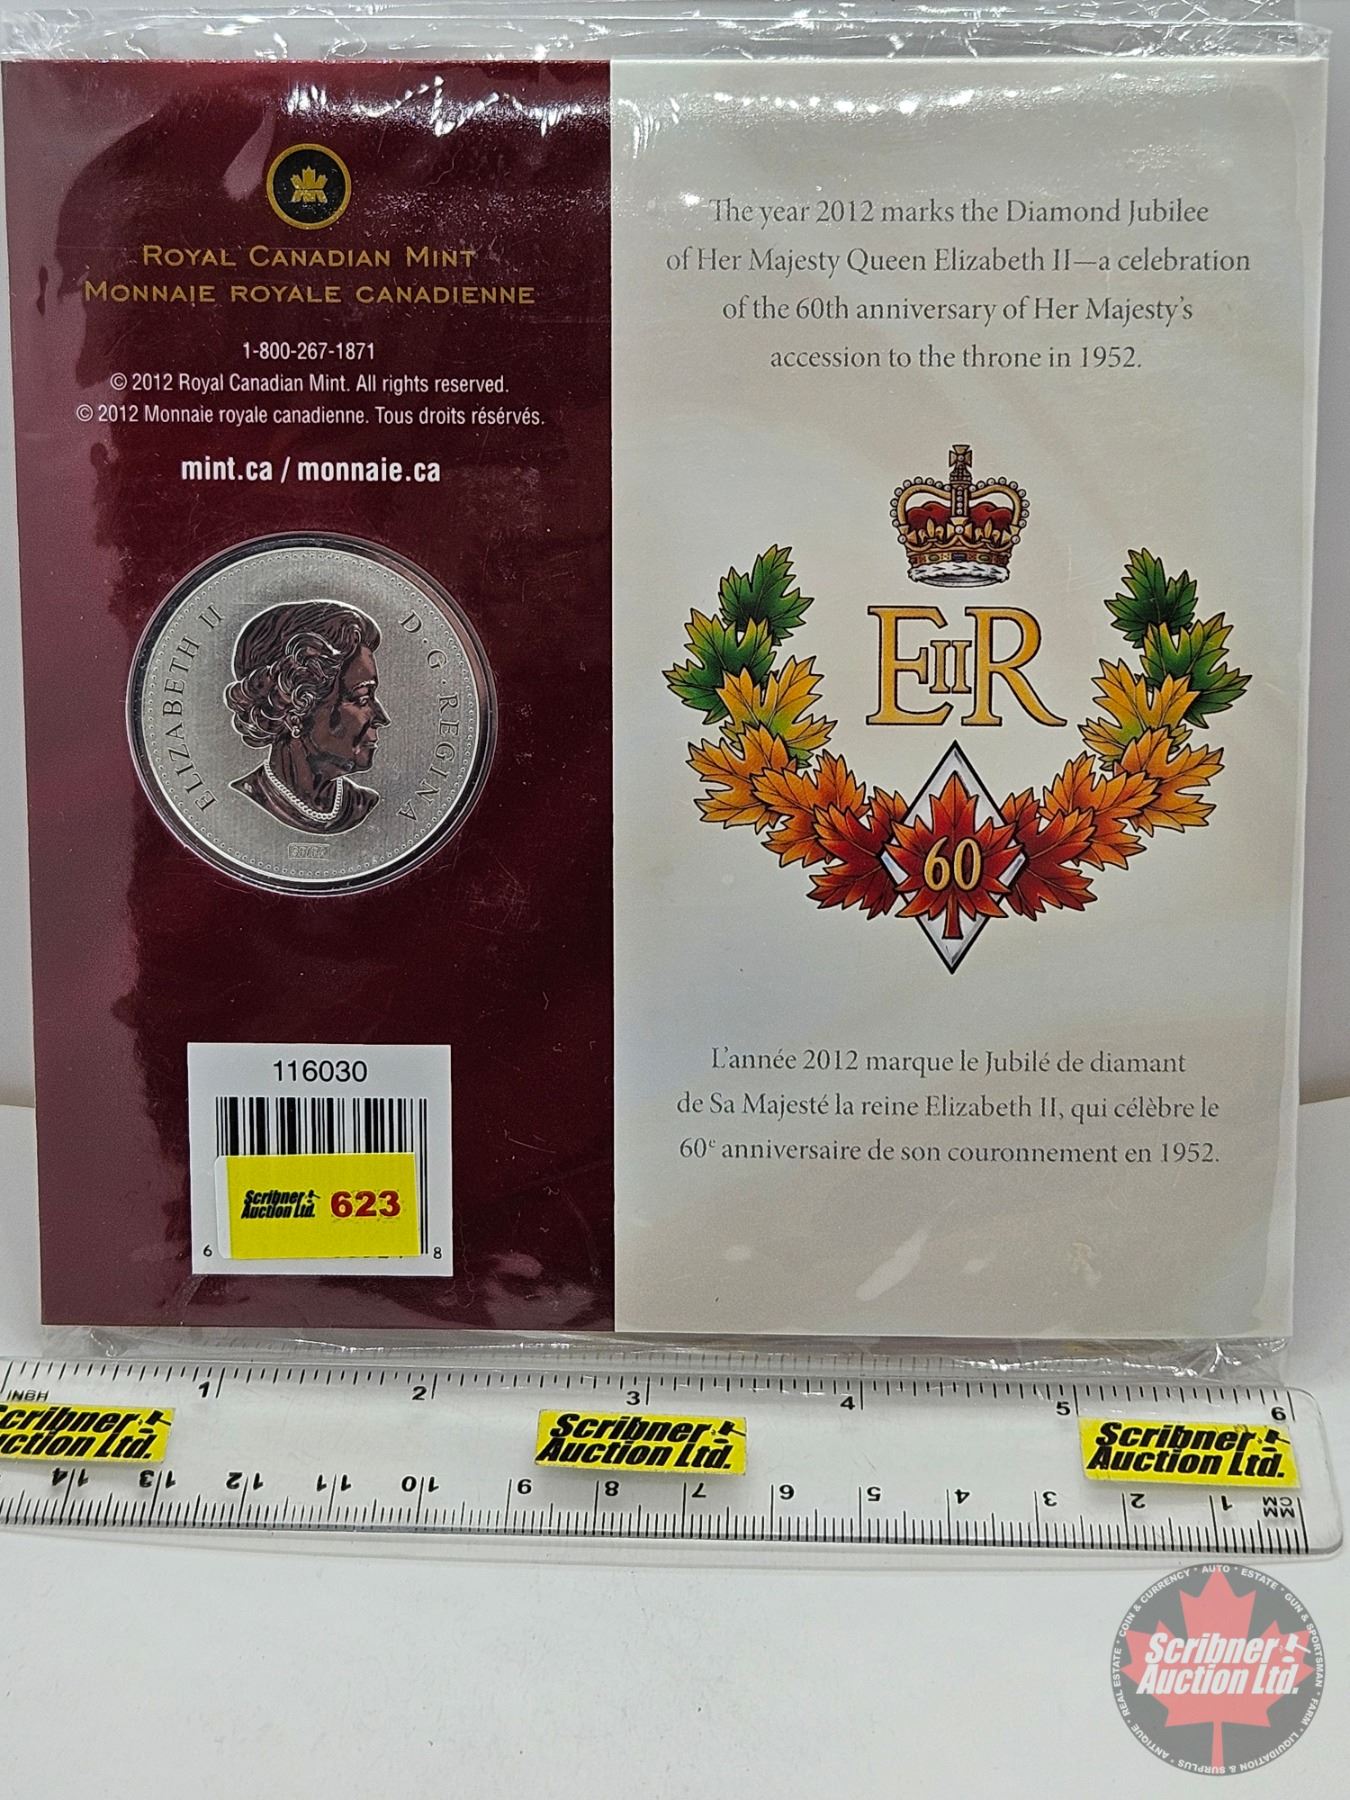 ROYAL CANADIAN MINT
MONNAIE ROYALE CANADIENNE
1-800-267-1871
© 2012 Royal Canadian Mint. All rights reserved.
© 2012 Monnaie royale canadienne. Tous droits résérvés.
mint.ca / monnaie.ca
ELIZABETH II D·G·REGINA
116030
Scribner
Auction Ltd. 623
6 8
The year 2012 marks the Diamond Jubilee
of Her Majesty Queen Elizabeth II—a celebration
of the 60th anniversary of Her Majesty's
accession to the throne in 1952.
EIIR
60
L'année 2012 marque le Jubilé de diamant
de Sa Majesté la reine Elizabeth II, qui célèbre le
60e anniversaire de son couronnement en 1952.
INBH 1 2 3 4 5 6
Scribner
Auction Ltd.
Scribner
Auction Ltd.
Scribner
Auction Ltd.
14 13 12 11 10 9 8 7 6 5 4 3 2 1 MM
CM
COIN & CURRENCY · AUTO · ESTATE · GUN & SPORTSMAN · FARM · LIQUIDATION & SURPLUS · ANTIQUE · REAL ESTATE
Scribner
Auction Ltd.